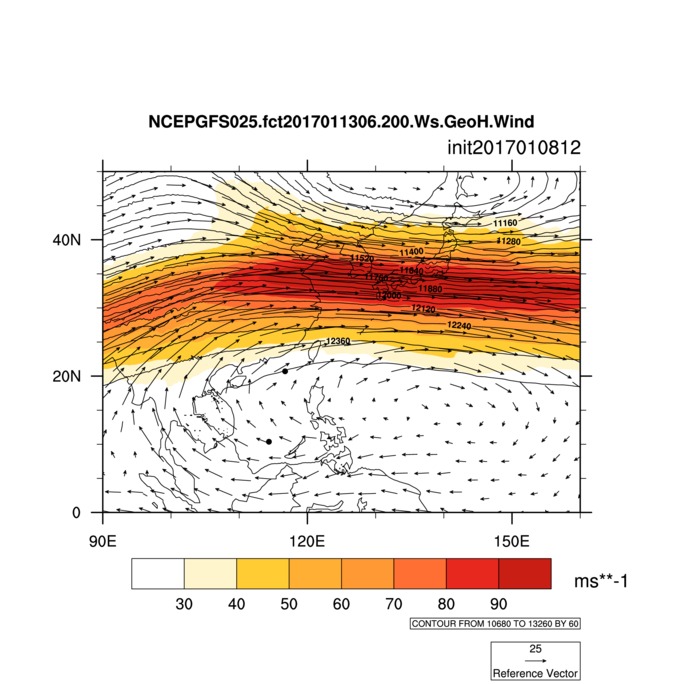 NCEPGFS025.fct2017011306.200.Ws.GeoH.Wind
init2017010812
11160
40N
11280
11400
11520
11640
11760
11880
12000
12120
12240
12360
20N
0
90E 120E 150E
ms**-1
30 40 50 60 70 80 90
CONTOUR FROM 10680 TO 13260 BY 60
25
Reference Vector